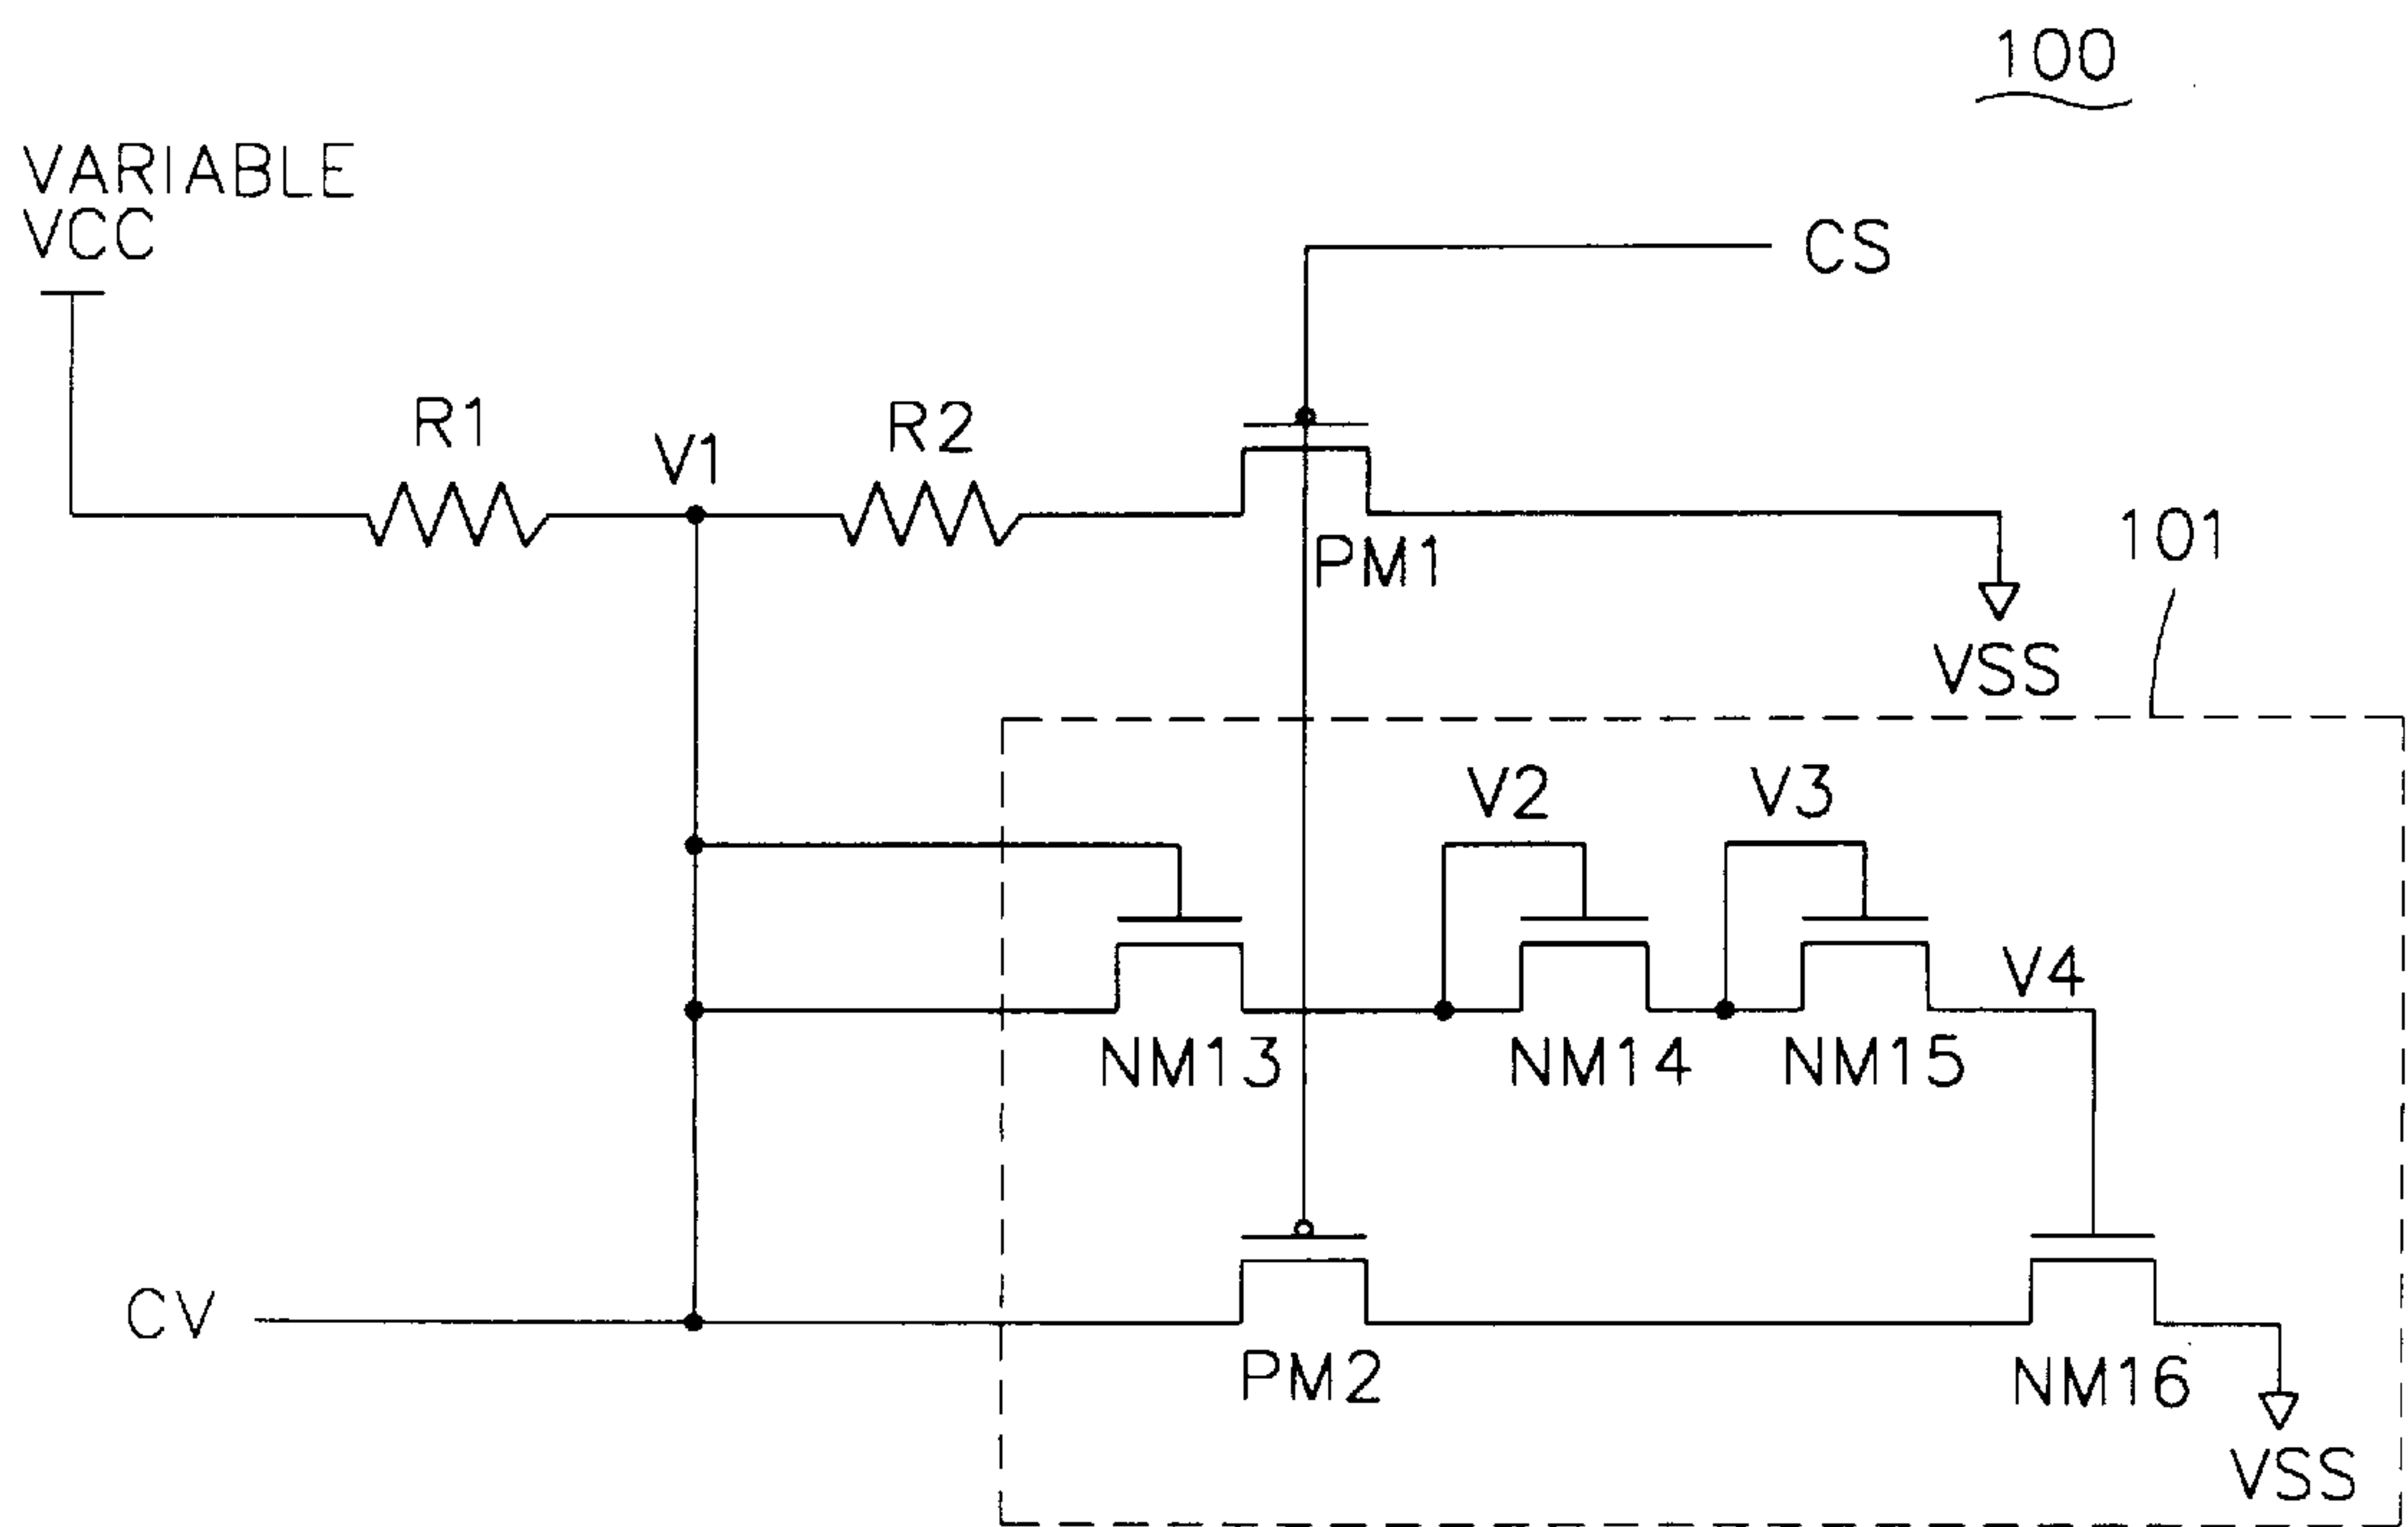 100
VARIABLE
VCC
CS
R1
V1
R2
PM1
101
VSS
V2
V3
V4
NM13
NM14
NM15
CV
PM2
NM16
VSS